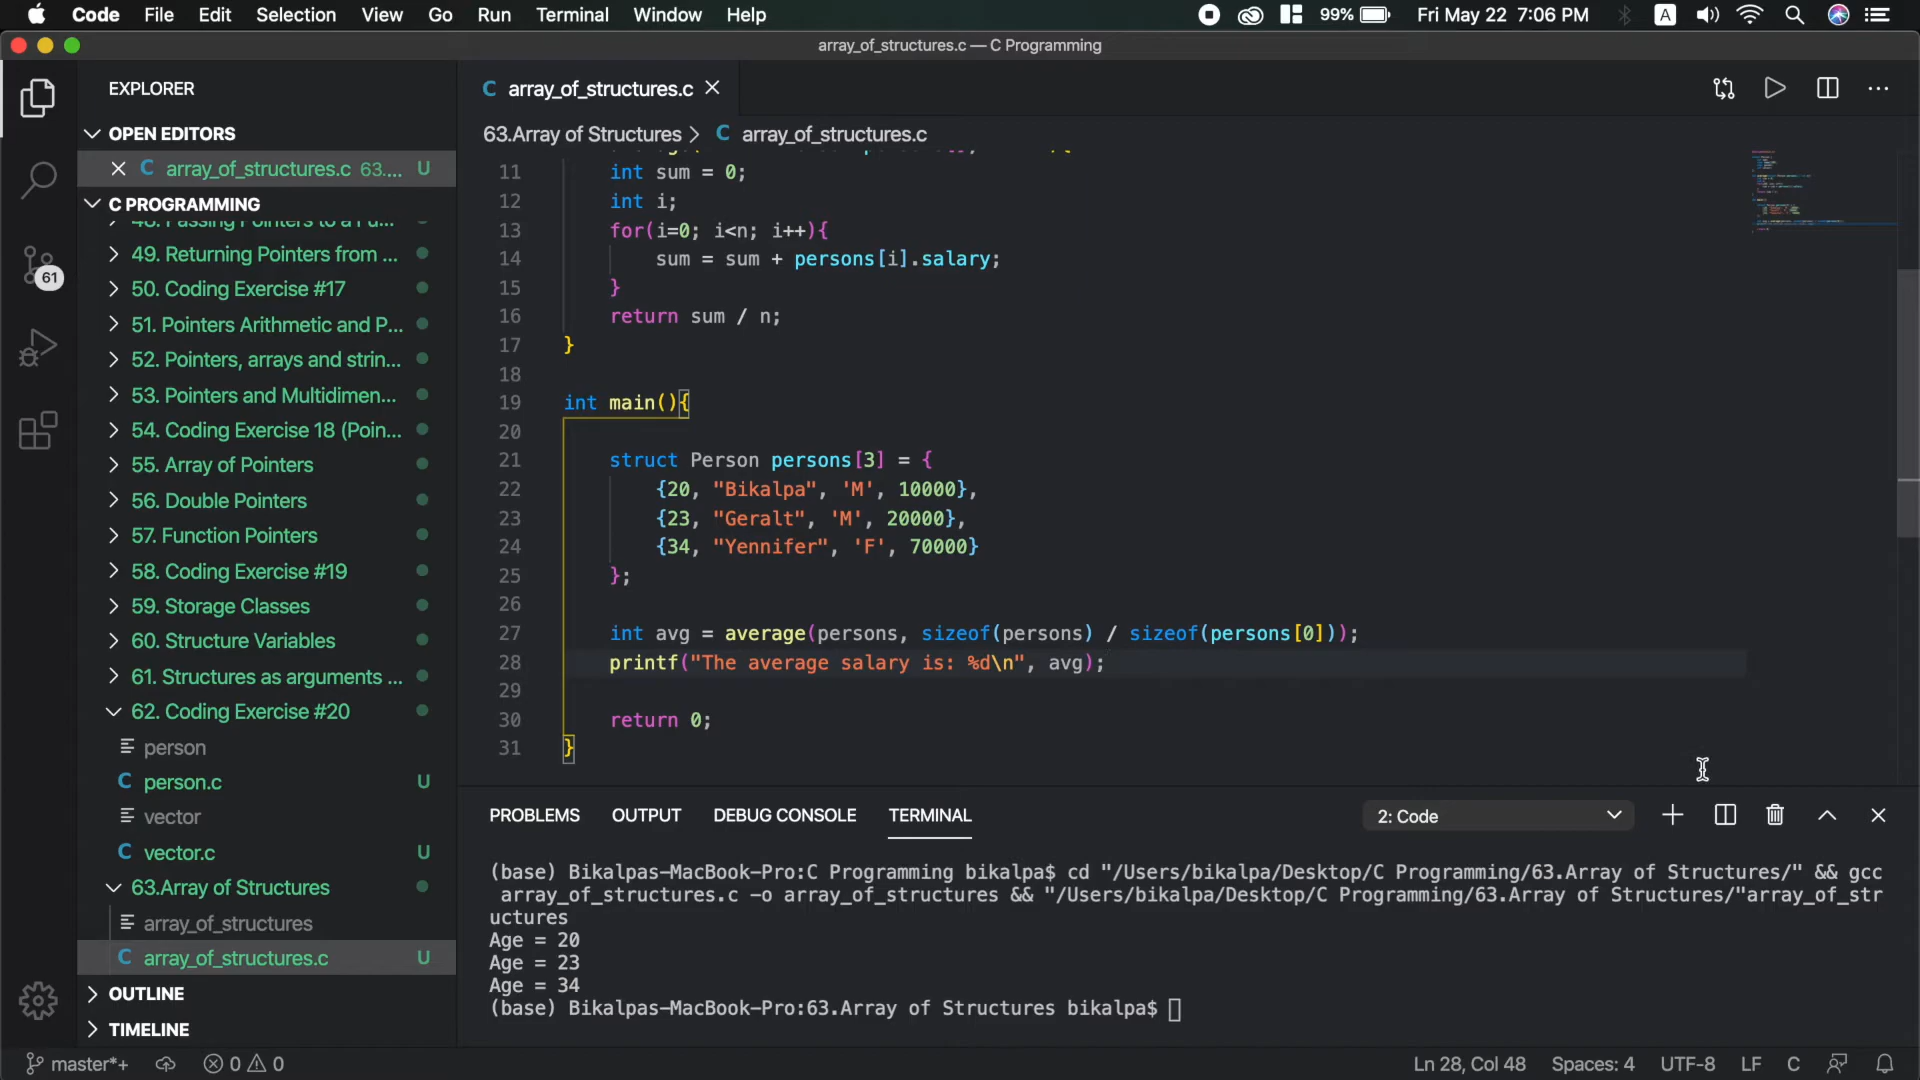 Code File Edit Selection View Go Run Terminal Window Help 99% Fri May 22 7:06 PM A
array_of_structures.c — C Programming
EXPLORER
C array_of_structures.c
OPEN EDITORS
63.Array of Structures > C array_of_structures.c
C array_of_structures.c 63.... U
C PROGRAMMING
48. Passing Pointers to a Fu...
49. Returning Pointers from ...
50. Coding Exercise #17
51. Pointers Arithmetic and P...
52. Pointers, arrays and strin...
53. Pointers and Multidimen...
54. Coding Exercise 18 (Poin...
55. Array of Pointers
56. Double Pointers
57. Function Pointers
58. Coding Exercise #19
59. Storage Classes
60. Structure Variables
61. Structures as arguments ...
62. Coding Exercise #20
person
C person.c U
vector
C vector.c U
63.Array of Structures
array_of_structures
C array_of_structures.c U
OUTLINE
TIMELINE
61
11 int sum = 0;
12 int i;
13 for(i=0; i<n; i++){
14 sum = sum + persons[i].salary;
15 }
16 return sum / n;
17 }
18
19 int main(){
20
21 struct Person persons[3] = {
22 {20, "Bikalpa", 'M', 10000},
23 {23, "Geralt", 'M', 20000},
24 {34, "Yennifer", 'F', 70000}
25 };
26
27 int avg = average(persons, sizeof(persons) / sizeof(persons[0]));
28 printf("The average salary is: %d\n", avg);
29
30 return 0;
31 }
PROBLEMS OUTPUT DEBUG CONSOLE TERMINAL 2: Code
(base) Bikalpas-MacBook-Pro:C Programming bikalpa$ cd "/Users/bikalpa/Desktop/C Programming/63.Array of Structures/" && gcc
array_of_structures.c -o array_of_structures && "/Users/bikalpa/Desktop/C Programming/63.Array of Structures/"array_of_str
uctures
Age = 20
Age = 23
Age = 34
(base) Bikalpas-MacBook-Pro:63.Array of Structures bikalpa$
master*+ 0 0 Ln 28, Col 48 Spaces: 4 UTF-8 LF C